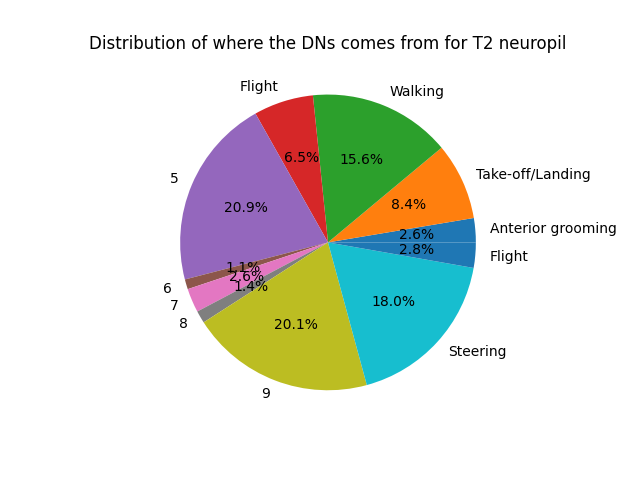 Distribution of where the DNs comes from for T2 neuropil
Flight
Walking
6.5%
15.6%
5
Take-off/Landing
20.9%
8.4%
Anterior grooming
2.6%
2.8%
Flight
1.1%
2.6%
1.4%
6
7
8
18.0%
20.1%
Steering
9